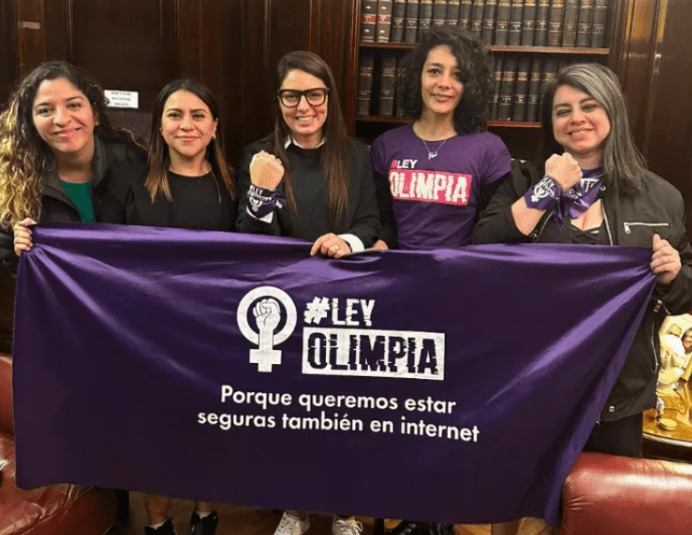 #LEY
OLIMPIA
#LEY
OLIMPIA
Porque queremos estar
seguras también en internet